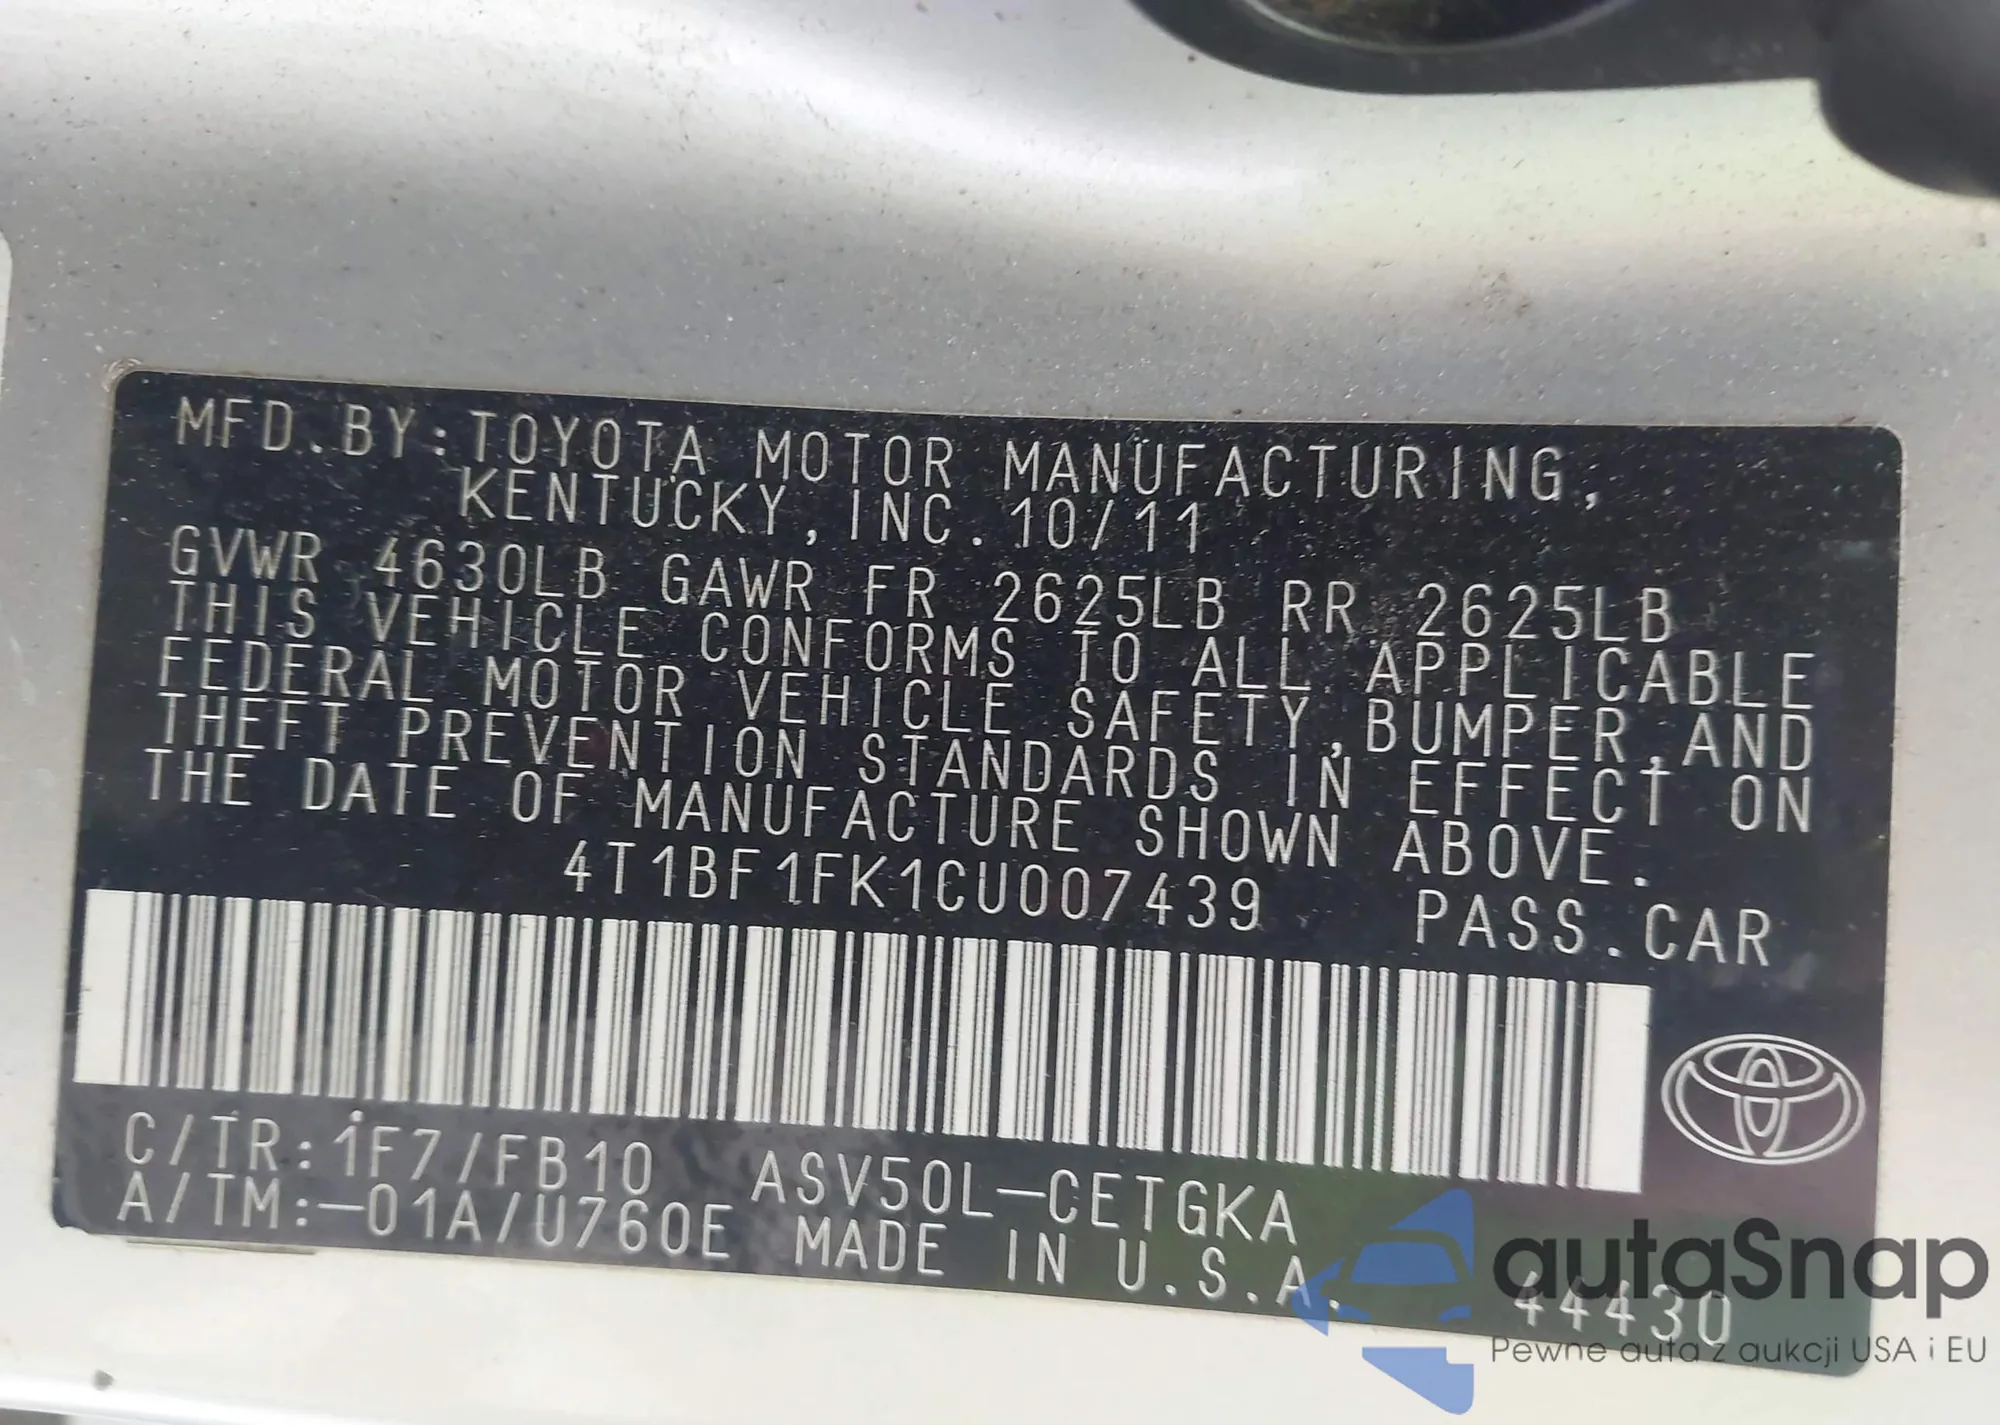 MFD.BY:TOYOTA MOTOR MANUFACTURING,
KENTUCKY,INC. 10/11
GVWR 4630LB GAWR FR 2625LB RR 2625LB
THIS VEHICLE CONFORMS TO ALL APPLICABLE
FEDERAL MOTOR VEHICLE SAFETY,BUMPER,AND
THEFT PREVENTION STANDARDS IN EFFECT ON
THE DATE OF MANUFACTURE SHOWN ABOVE.
4T1BF1FK1CU007439 PASS.CAR
C/TR:1F7/FB10 ASV50L-CETGKA
A/TM:-01A/U760E MADE IN U.S.A.
44430
autaSnap
Pewne auta z aukcji USA i EU